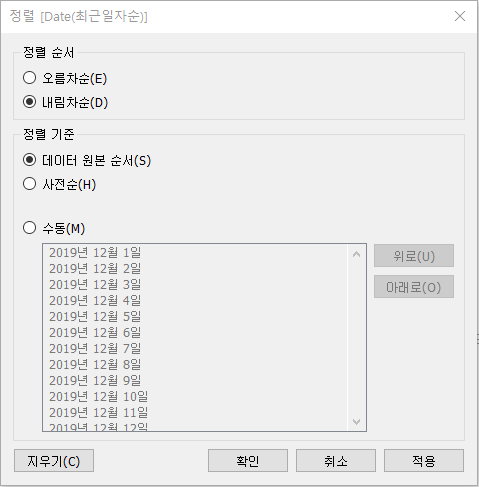 정렬 [Date(최근일자순)]
정렬 순서
오름차순(E)
내림차순(D)
정렬 기준
데이터 원본 순서(S)
사전순(H)
수동(M)
2019년 12월 1일
2019년 12월 2일
2019년 12월 3일
2019년 12월 4일
2019년 12월 5일
2019년 12월 6일
2019년 12월 7일
2019년 12월 8일
2019년 12월 9일
2019년 12월 10일
2019년 12월 11일
2019년 12월 12일
위로(U)
아래로(O)
지우기(C)
확인
취소
적용